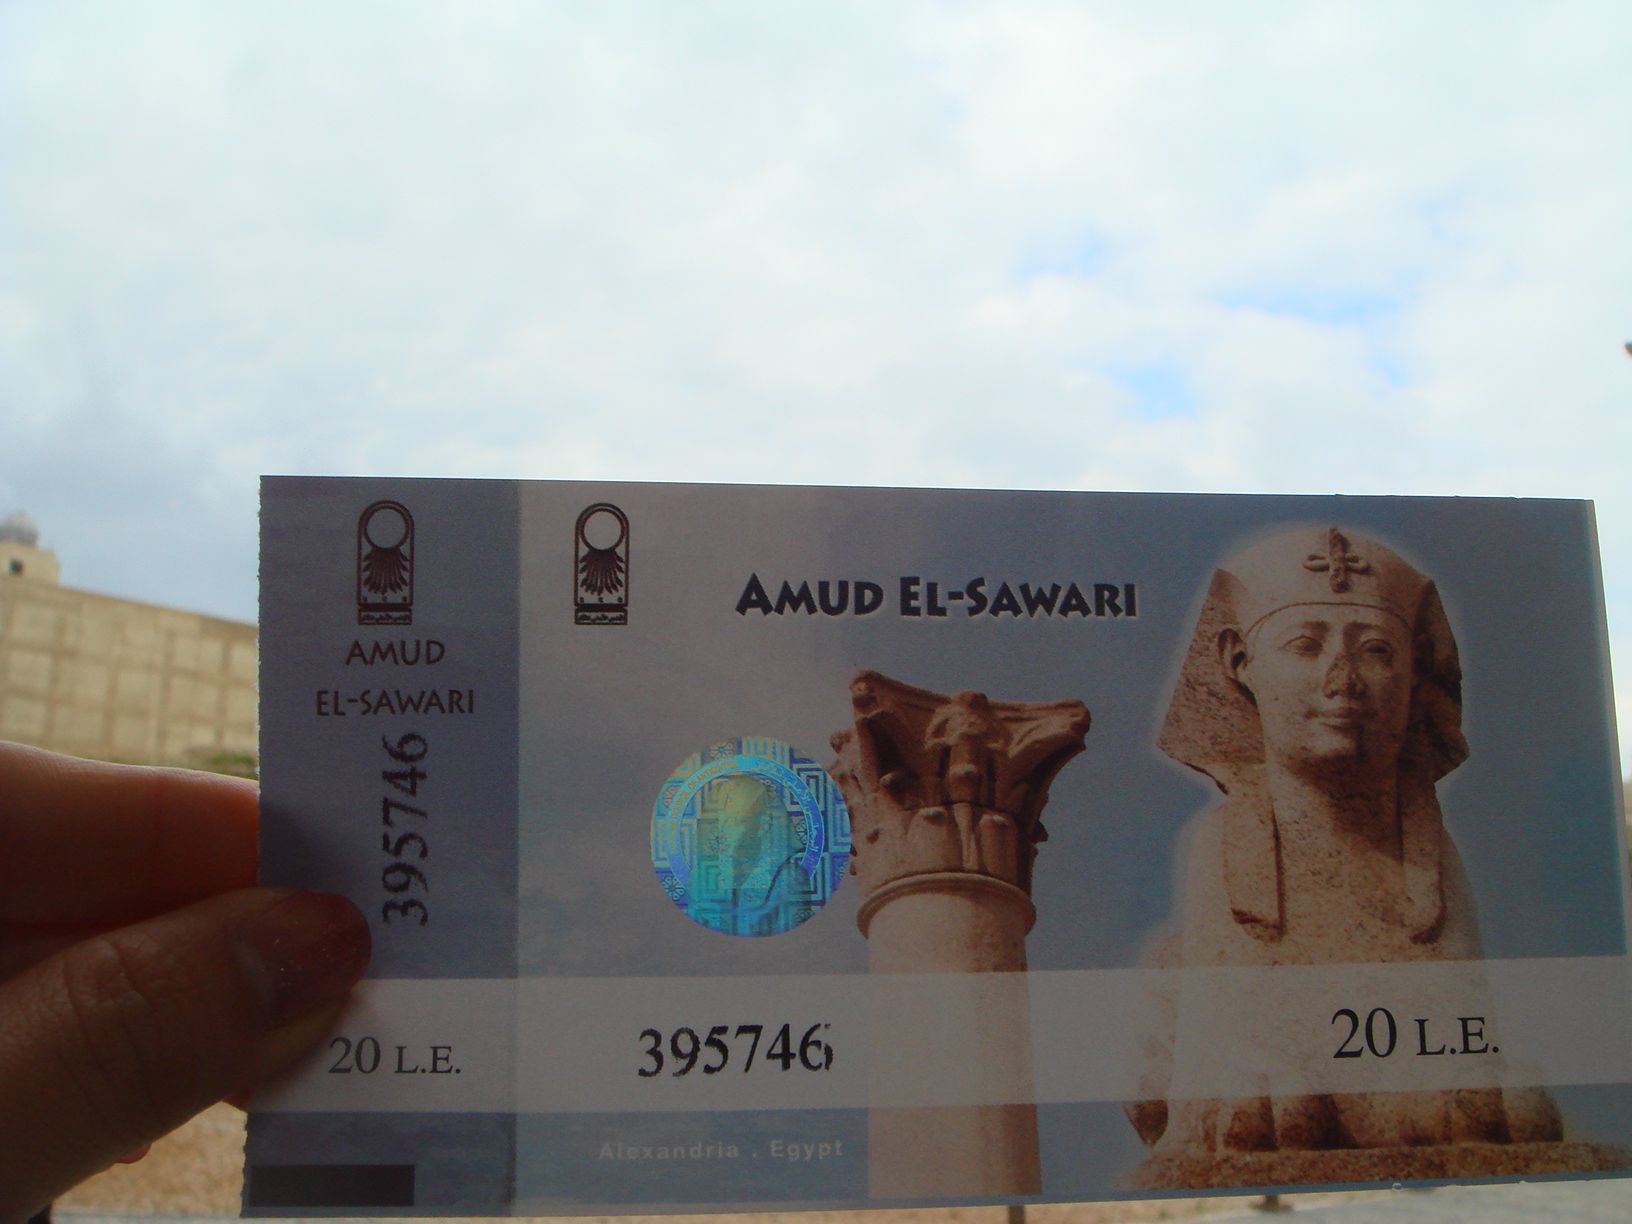 AMUD
EL-SAWARI
395746
20 L.E.
AMUD EL-SAWARI
395746
20 L.E.
Alexandria . Egypt